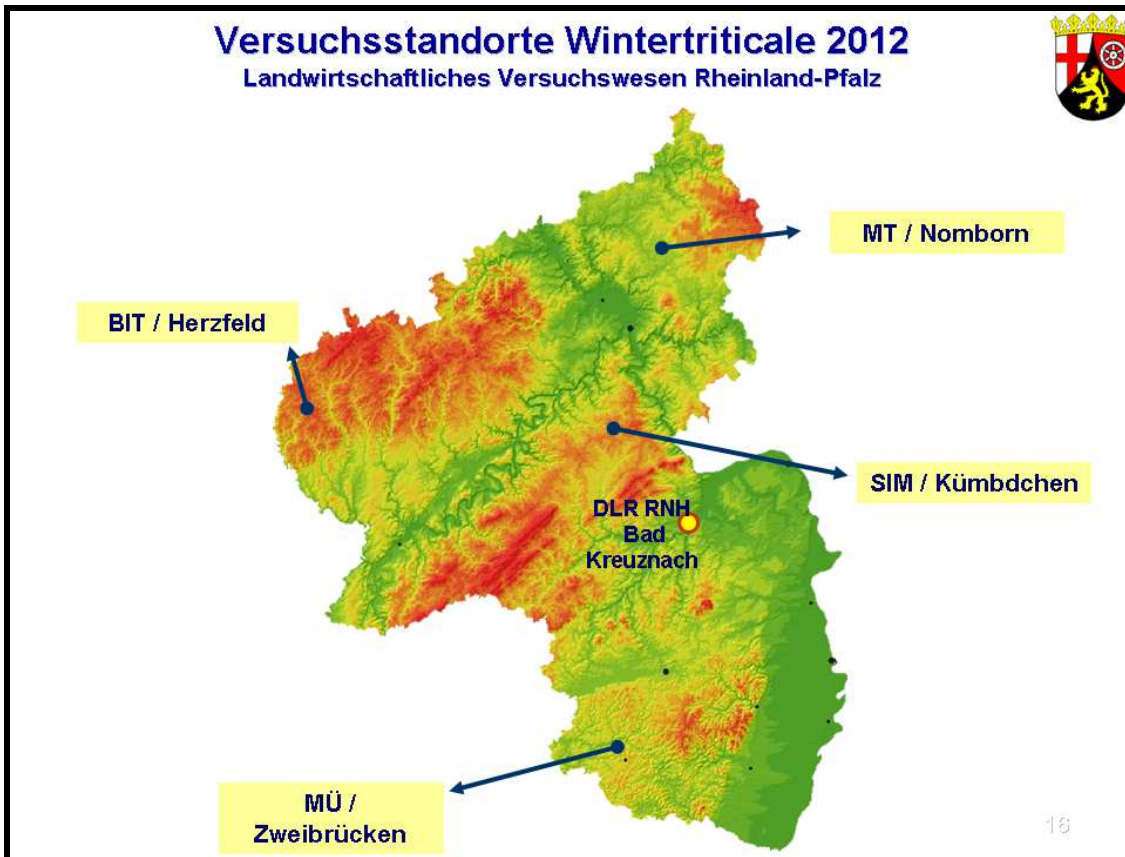 Versuchsstandorte Wintertriticale 2012
Landwirtschaftliches Versuchswesen Rheinland-Pfalz
MT / Nomborn
BIT / Herzfeld
SIM / Kümbdchen
DLR RNH
Bad
Kreuznach
MÜ /
Zweibrücken
16